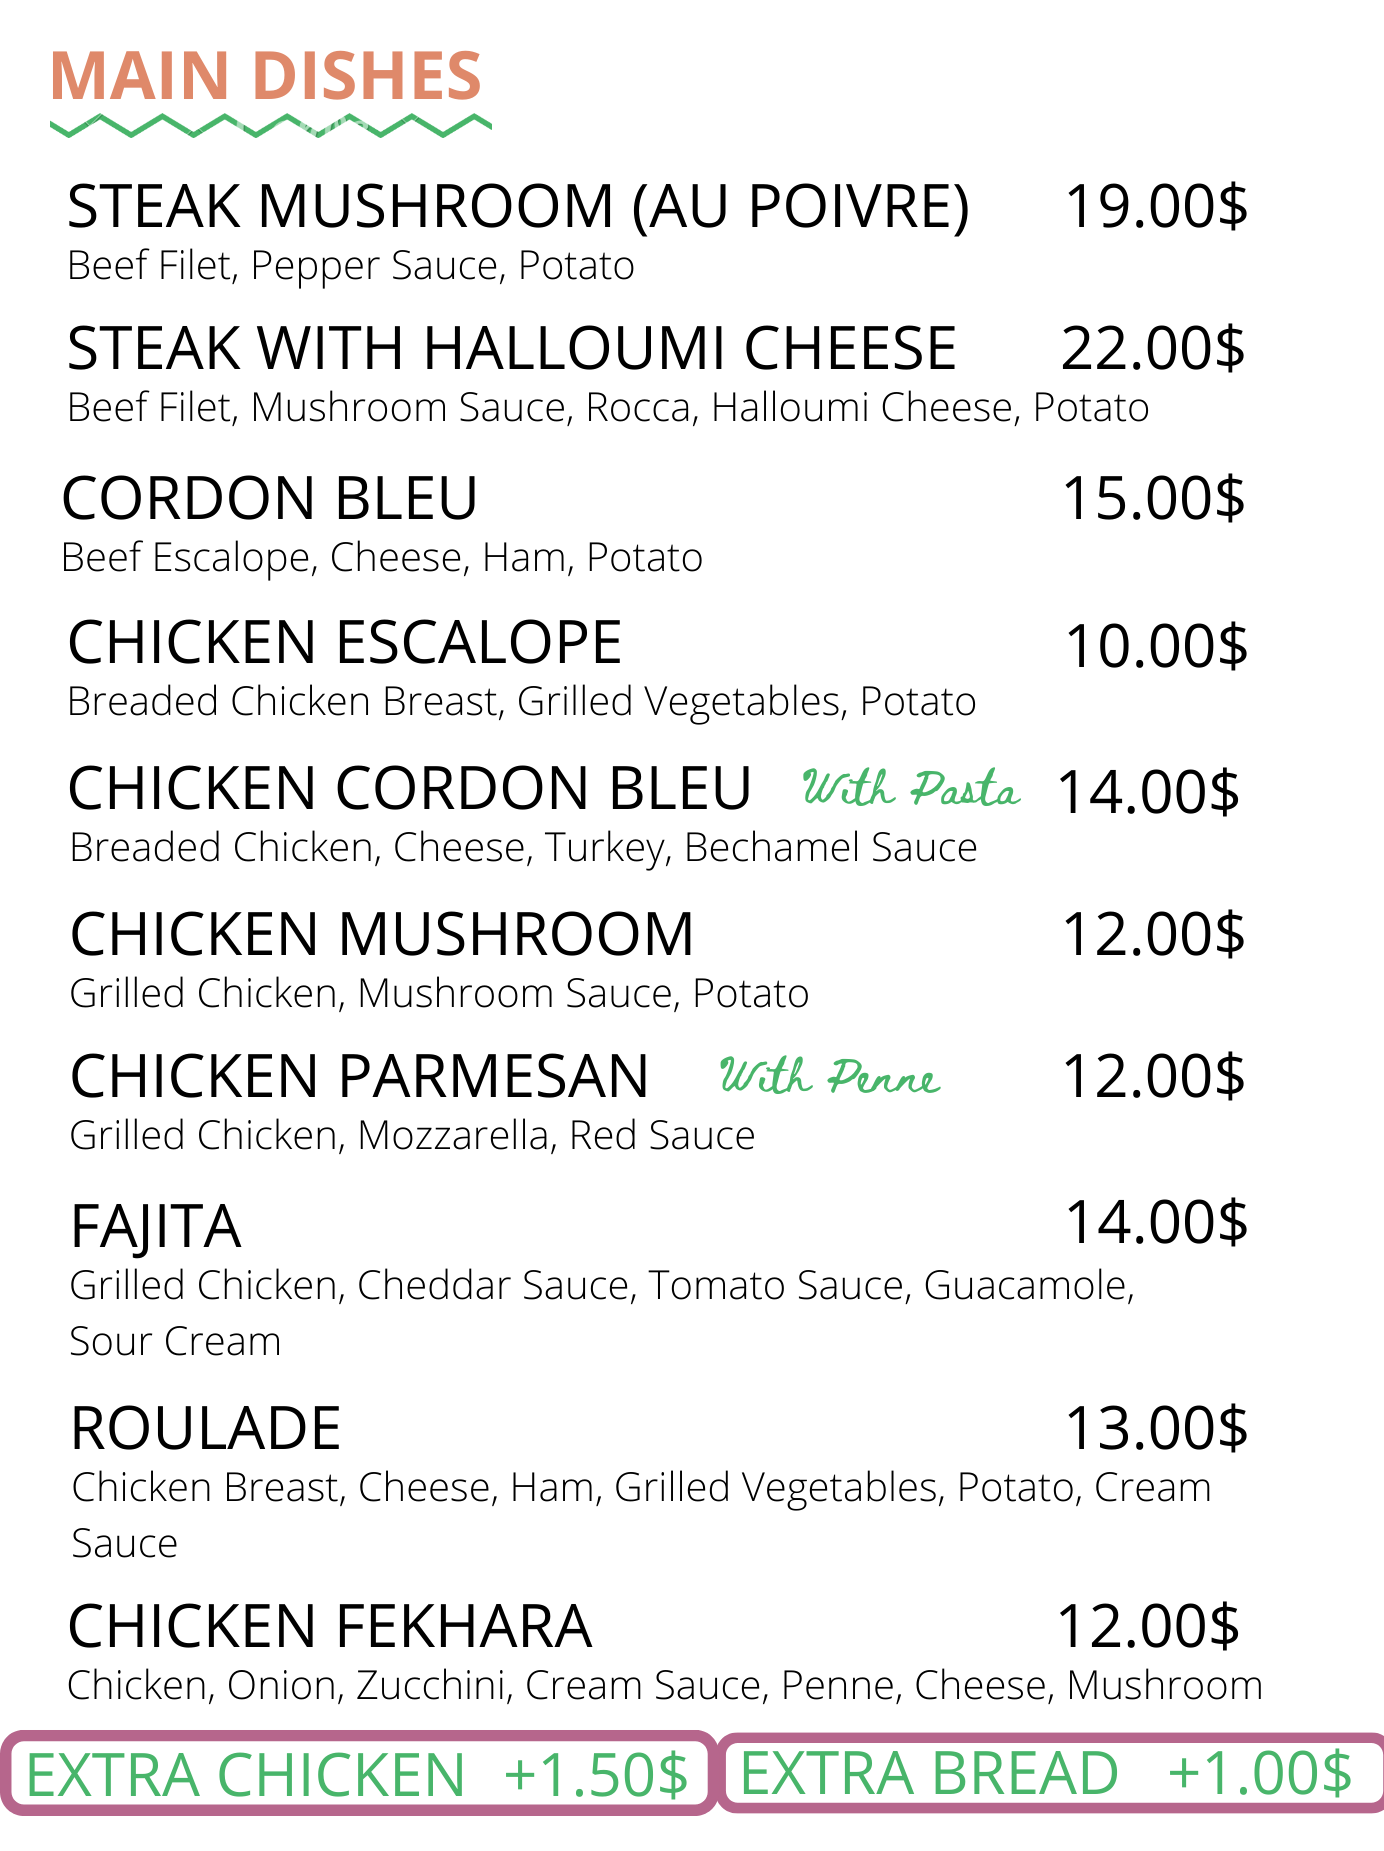 MAIN DISHES
STEAK MUSHROOM (AU POIVRE) 19.00$
Beef Filet, Pepper Sauce, Potato
STEAK WITH HALLOUMI CHEESE 22.00$
Beef Filet, Mushroom Sauce, Rocca, Halloumi Cheese, Potato
CORDON BLEU 15.00$
Beef Escalope, Cheese, Ham, Potato
CHICKEN ESCALOPE 10.00$
Breaded Chicken Breast, Grilled Vegetables, Potato
CHICKEN CORDON BLEU With Pasta 14.00$
Breaded Chicken, Cheese, Turkey, Bechamel Sauce
CHICKEN MUSHROOM 12.00$
Grilled Chicken, Mushroom Sauce, Potato
CHICKEN PARMESAN With Penne 12.00$
Grilled Chicken, Mozzarella, Red Sauce
FAJITA 14.00$
Grilled Chicken, Cheddar Sauce, Tomato Sauce, Guacamole,
Sour Cream
ROULADE 13.00$
Chicken Breast, Cheese, Ham, Grilled Vegetables, Potato, Cream
Sauce
CHICKEN FEKHARA 12.00$
Chicken, Onion, Zucchini, Cream Sauce, Penne, Cheese, Mushroom
EXTRA CHICKEN +1.50$ EXTRA BREAD +1.00$